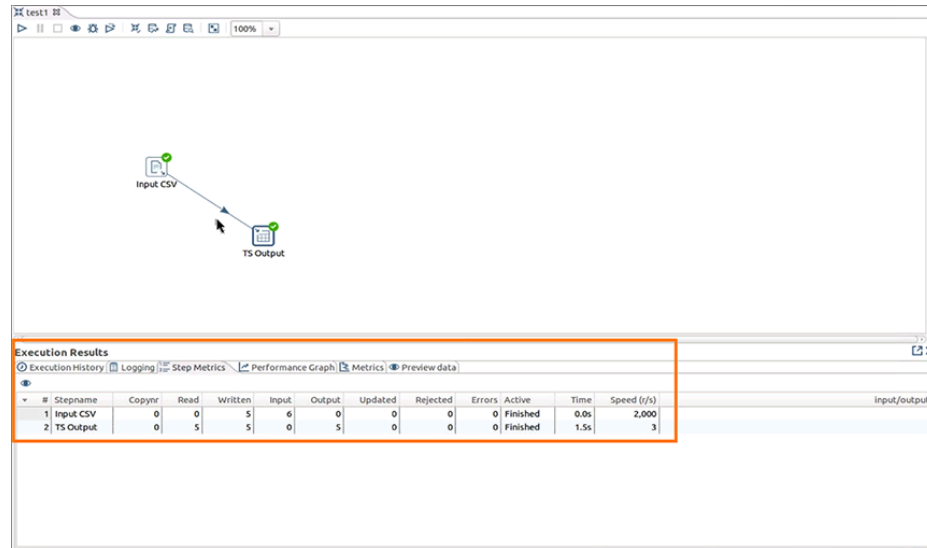 test1
100%
Input CSV
TS Output
Execution Results
Execution History Logging Step Metrics Performance Graph Metrics Preview data
# Stepname Copynr Read Written Input Output Updated Rejected Errors Active Time Speed (r/s) input/output
1 Input CSV 0 0 5 6 0 0 0 0 Finished 0.0s 2,000
2 TS Output 0 5 5 0 5 0 0 0 Finished 1.5s 3